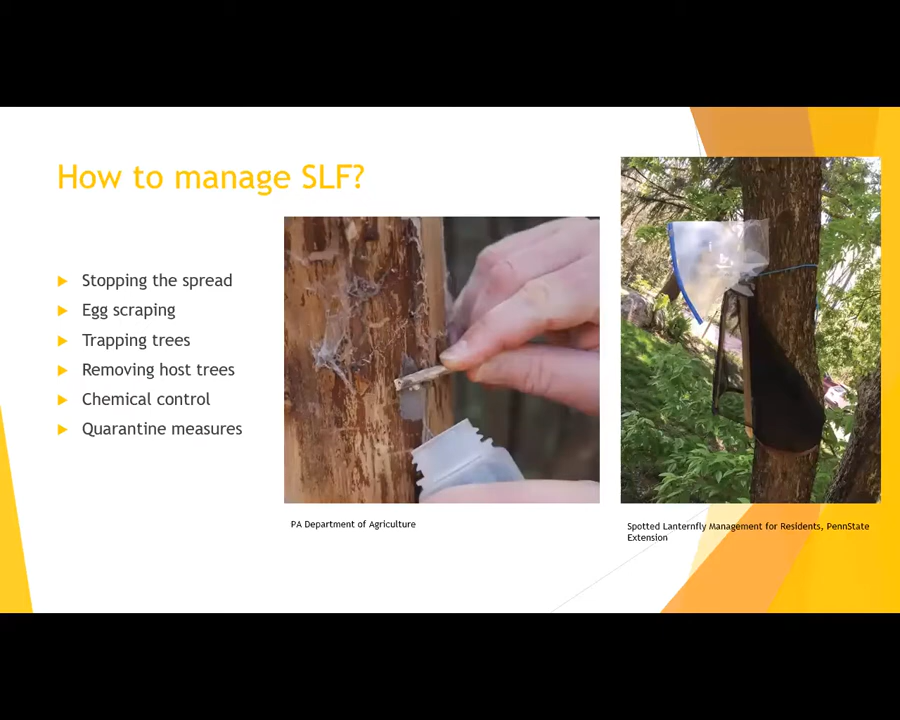 How to manage SLF?
Stopping the spread
Egg scraping
Trapping trees
Removing host trees
Chemical control
Quarantine measures
PA Department of Agriculture
Spotted Lanternfly Management for Residents, PennState
Extension